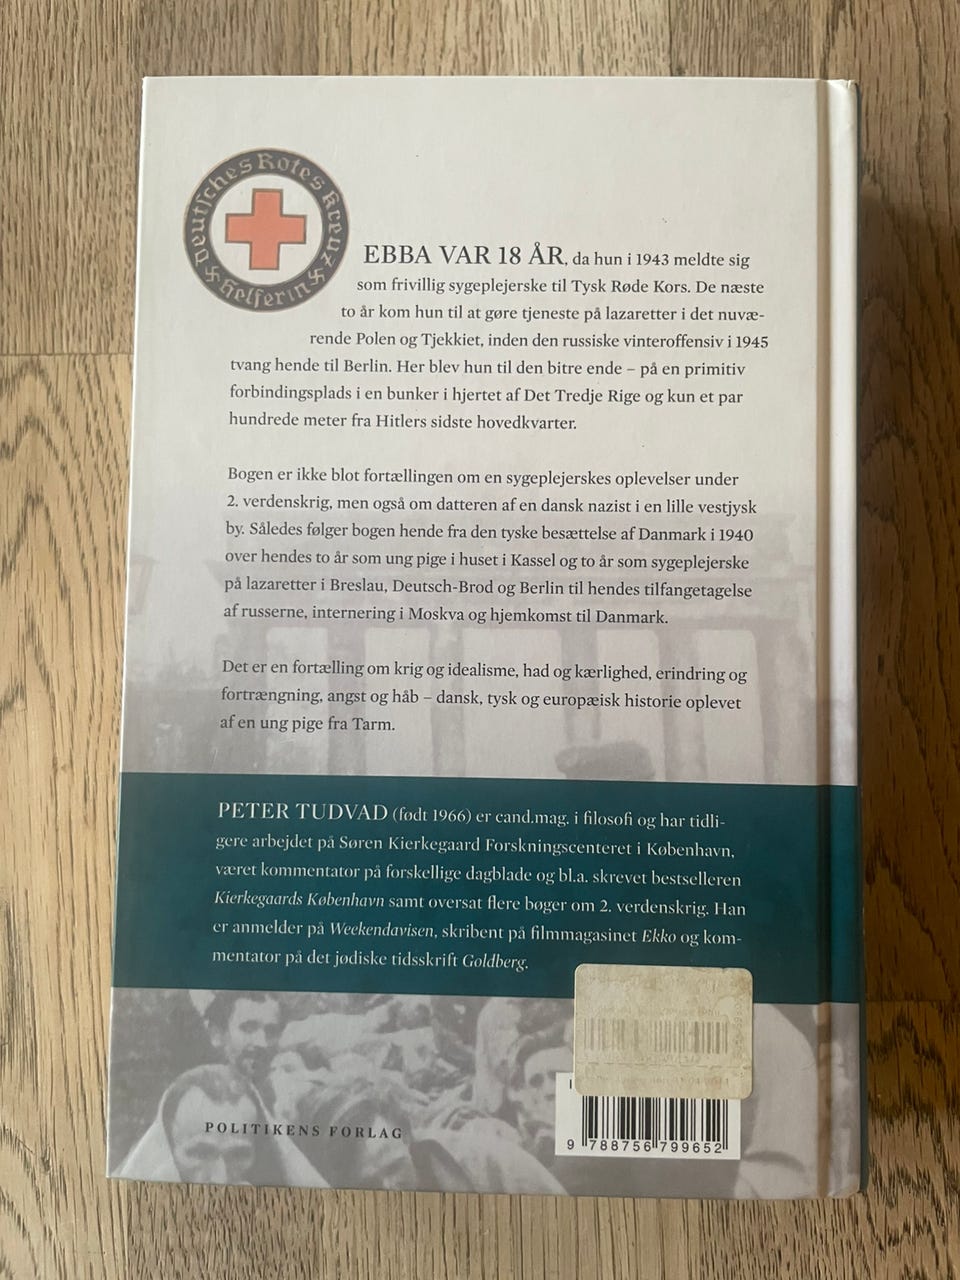 Deutsches Rotes Kreuz
Helferin
EBBA VAR 18 ÅR, da hun i 1943 meldte sig
som frivillig sygeplejerske til Tysk Røde Kors. De næste
to år kom hun til at gøre tjeneste på lazaretter i det nuvæ-
rende Polen og Tjekkiet, inden den russiske vinteroffensiv i 1945
tvang hende til Berlin. Her blev hun til den bitre ende – på en primitiv
forbindingsplads i en bunker i hjertet af Det Tredje Rige og kun et par
hundrede meter fra Hitlers sidste hovedkvarter.
Bogen er ikke blot fortællingen om en sygeplejerskes oplevelser under
2. verdenskrig, men også om datteren af en dansk nazist i en lille vestjysk
by. Således følger bogen hende fra den tyske besættelse af Danmark i 1940
over hendes to år som ung pige i huset i Kassel og to år som sygeplejerske
på lazaretter i Breslau, Deutsch-Brod og Berlin til hendes tilfangetagelse
af russerne, internering i Moskva og hjemkomst til Danmark.
Det er en fortælling om krig og idealisme, had og kærlighed, erindring og
fortrængning, angst og håb – dansk, tysk og europæisk historie oplevet
af en ung pige fra Tarm.
PETER TUDVAD (født 1966) er cand.mag. i filosofi og har tidli-
gere arbejdet på Søren Kierkegaard Forskningscenteret i København,
været kommentator på forskellige dagblade og bl.a. skrevet bestselleren
Kierkegaards København samt oversat flere bøger om 2. verdenskrig. Han
er anmelder på Weekendavisen, skribent på filmmagasinet Ekko og kom-
mentator på det jødiske tidsskrift Goldberg.
POLITIKENS FORLAG
9 788756 799652